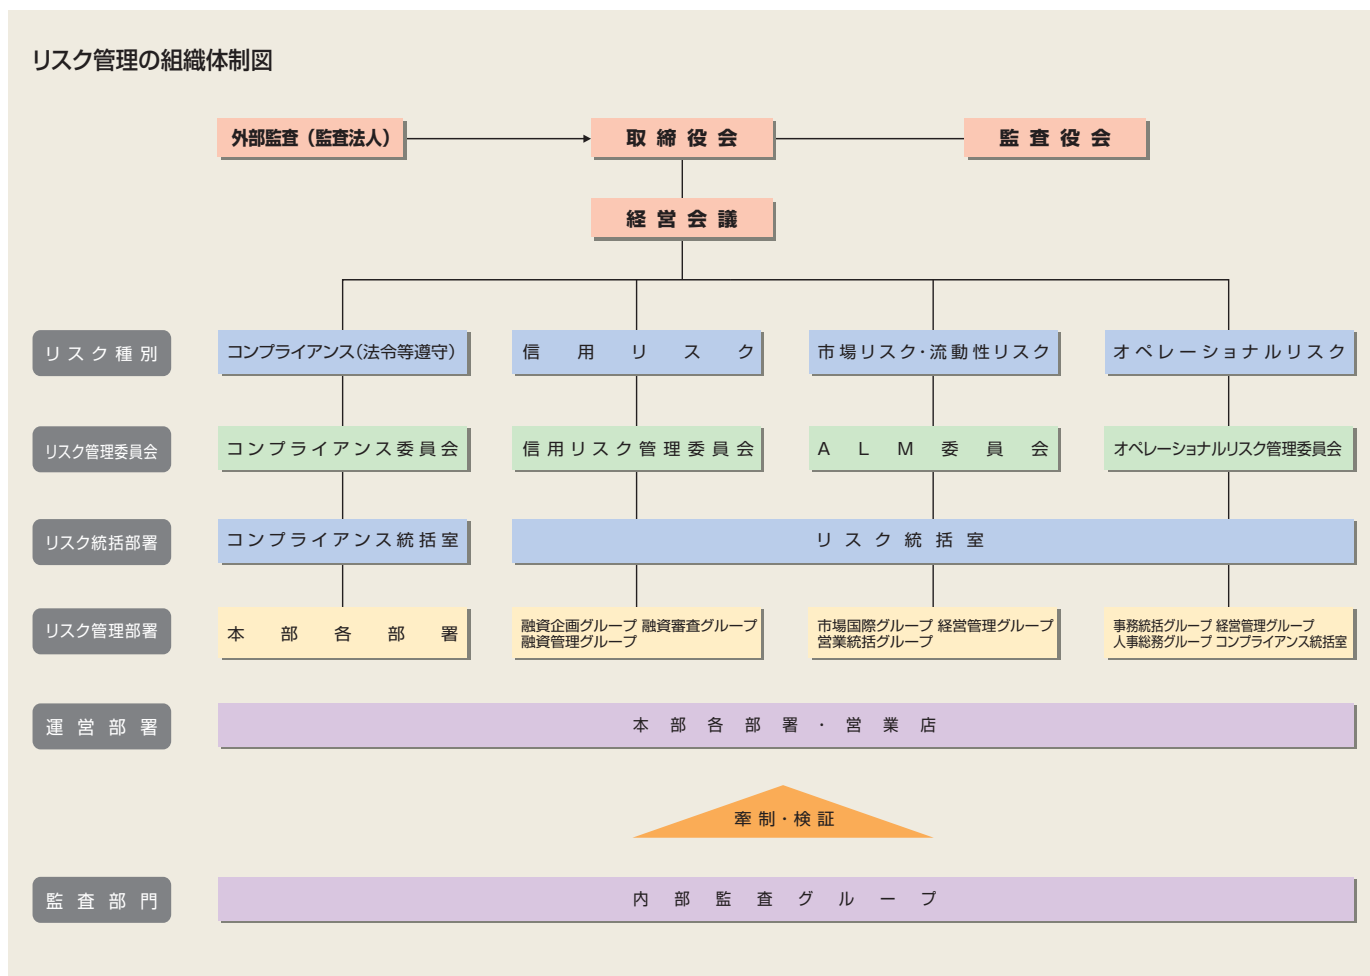 リスク管理の組織体制図
外部監査（監査法人）
取締役会
監査役会
経営会議
リスク種別
コンプライアンス（法令等遵守）
信用リスク
市場リスク・流動性リスク
オペレーショナルリスク
リスク管理委員会
コンプライアンス委員会
信用リスク管理委員会
ALM委員会
オペレーショナルリスク管理委員会
リスク統括部署
コンプライアンス統括室
リスク統括室
リスク管理部署
本部各部署
融資企画グループ 融資審査グループ
融資管理グループ
市場国際グループ 経営管理グループ
営業統括グループ
事務統括グループ 経営管理グループ
人事総務グループ コンプライアンス統括室
運営部署
本部各部署・営業店
牽制・検証
監査部門
内部監査グループ